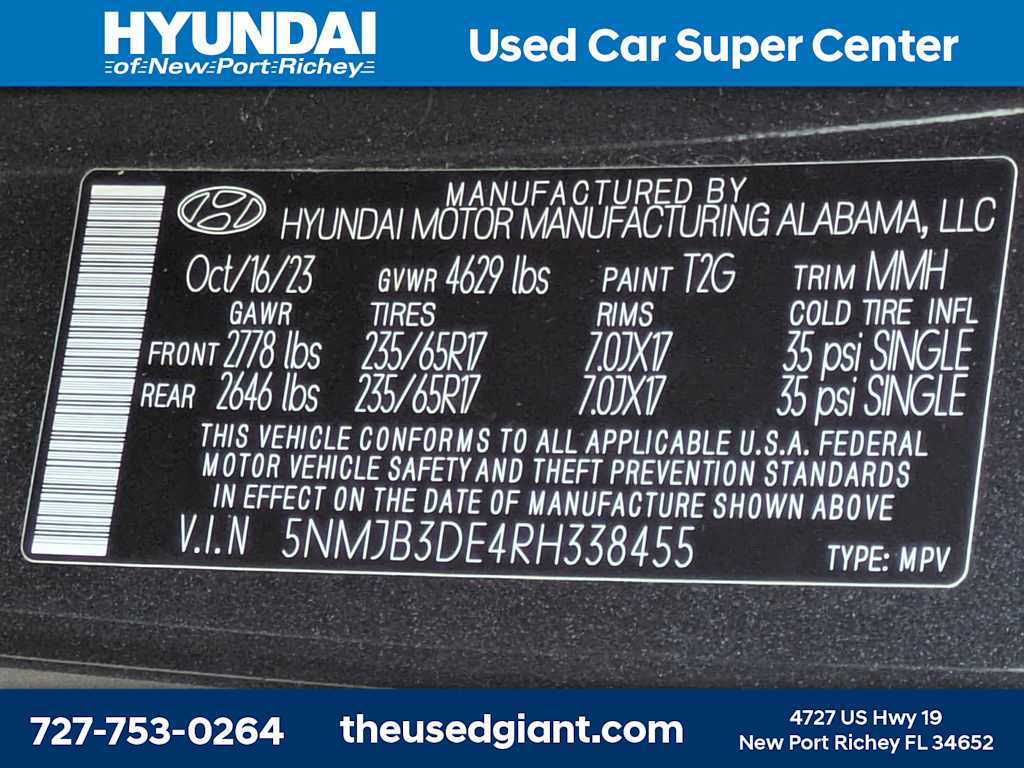 HYUNDAI
of New Port Richey
Used Car Super Center
MANUFACTURED BY
HYUNDAI MOTOR MANUFACTURING ALABAMA, LLC
Oct/16/23 GVWR 4629 lbs PAINT T2G TRIM MMH
GAWR TIRES RIMS COLD TIRE INFL
FRONT 2778 lbs 235/65R17 7.0JX17 35 psi SINGLE
REAR 2646 lbs 235/65R17 7.0JX17 35 psi SINGLE
THIS VEHICLE CONFORMS TO ALL APPLICABLE U.S.A. FEDERAL
MOTOR VEHICLE SAFETY AND THEFT PREVENTION STANDARDS
IN EFFECT ON THE DATE OF MANUFACTURE SHOWN ABOVE
V.I.N 5NMJB3DE4RH338455 TYPE: MPV
727-753-0264
theusedgiant.com
4727 US Hwy 19
New Port Richey FL 34652